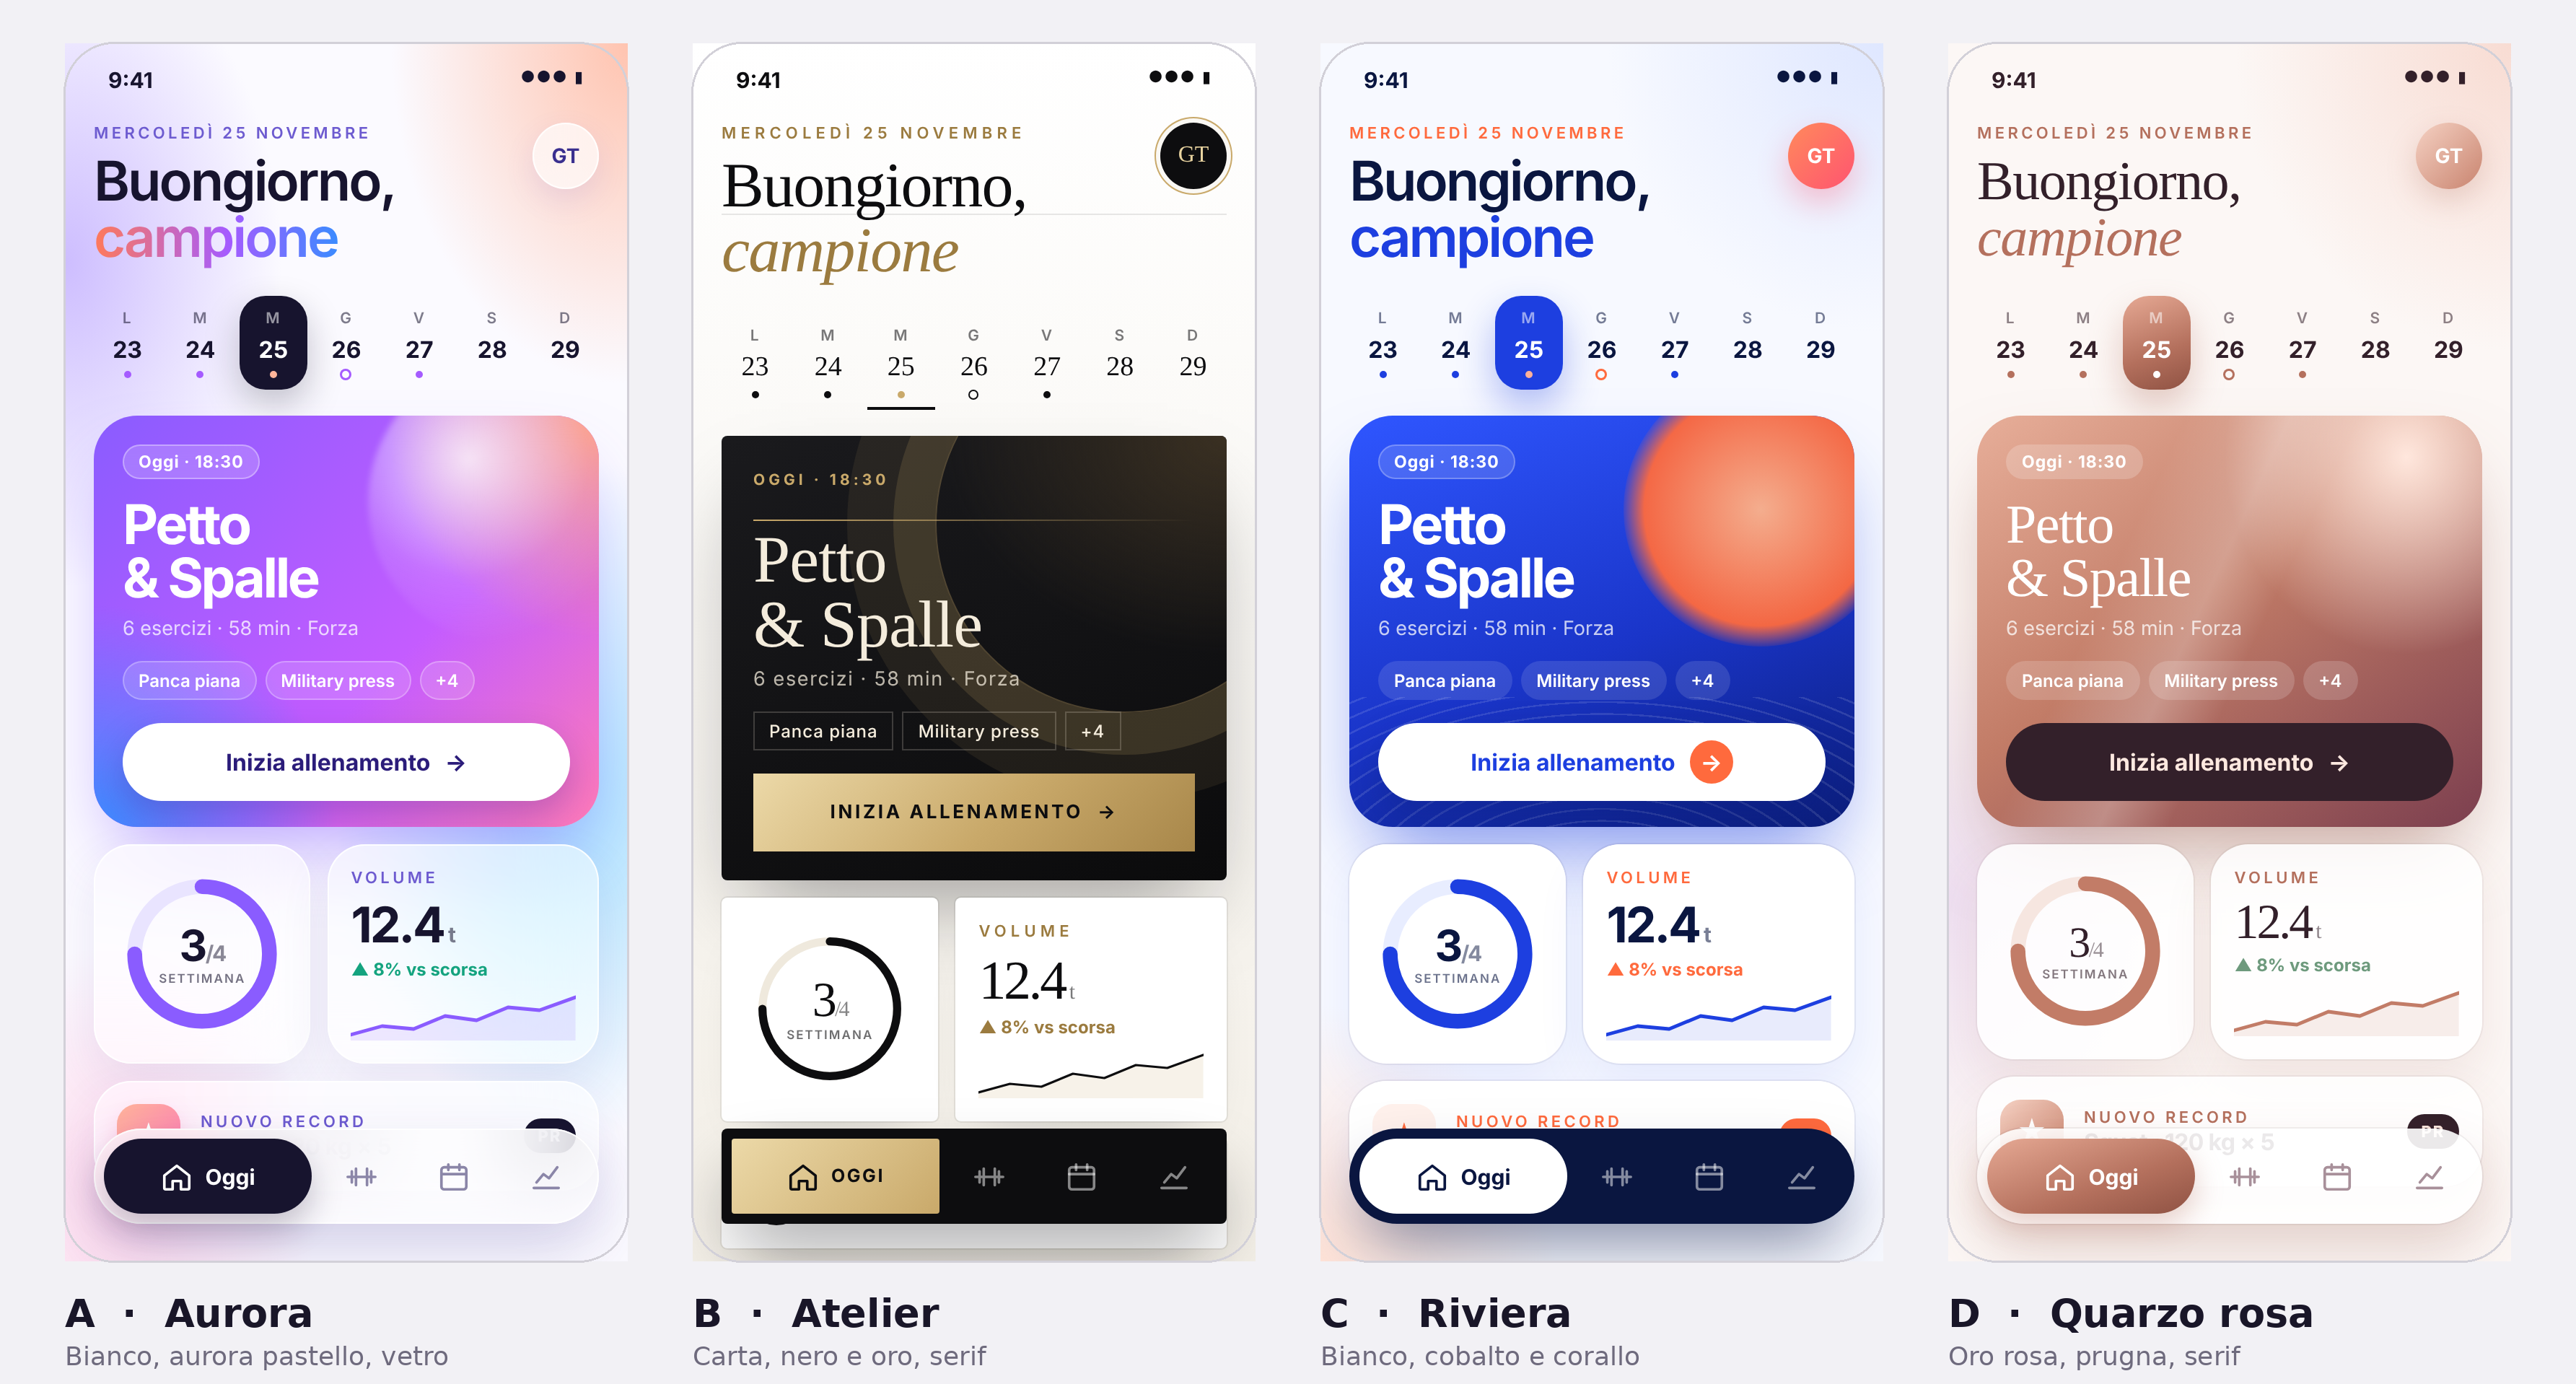 9:41
MERCOLEDÌ 25 NOVEMBRE
GT
Buongiorno,
campione
L M M G V S D
23 24 25 26 27 28 29
Oggi · 18:30
Petto
& Spalle
6 esercizi · 58 min · Forza
Panca piana Military press +4
Inizia allenamento →
3/4
SETTIMANA
VOLUME
12.4 t
▲ 8% vs scorsa
NUOVO RECORD
PR
Oggi
A · Aurora
Bianco, aurora pastello, vetro
9:41
MERCOLEDÌ 25 NOVEMBRE
GT
Buongiorno,
campione
L M M G V S D
23 24 25 26 27 28 29
OGGI · 18:30
Petto
& Spalle
6 esercizi · 58 min · Forza
Panca piana Military press +4
INIZIA ALLENAMENTO →
3/4
SETTIMANA
VOLUME
12.4 t
▲ 8% vs scorsa
OGGI
B · Atelier
Carta, nero e oro, serif
9:41
MERCOLEDÌ 25 NOVEMBRE
GT
Buongiorno,
campione
L M M G V S D
23 24 25 26 27 28 29
Oggi · 18:30
Petto
& Spalle
6 esercizi · 58 min · Forza
Panca piana Military press +4
Inizia allenamento →
3/4
SETTIMANA
VOLUME
12.4 t
▲ 8% vs scorsa
NUOVO RECORD
Oggi
C · Riviera
Bianco, cobalto e corallo
9:41
MERCOLEDÌ 25 NOVEMBRE
GT
Buongiorno,
campione
L M M G V S D
23 24 25 26 27 28 29
Oggi · 18:30
Petto
& Spalle
6 esercizi · 58 min · Forza
Panca piana Military press +4
Inizia allenamento →
3/4
SETTIMANA
VOLUME
12.4 t
▲ 8% vs scorsa
NUOVO RECORD
120 kg × 5
PR
Oggi
D · Quarzo rosa
Oro rosa, prugna, serif